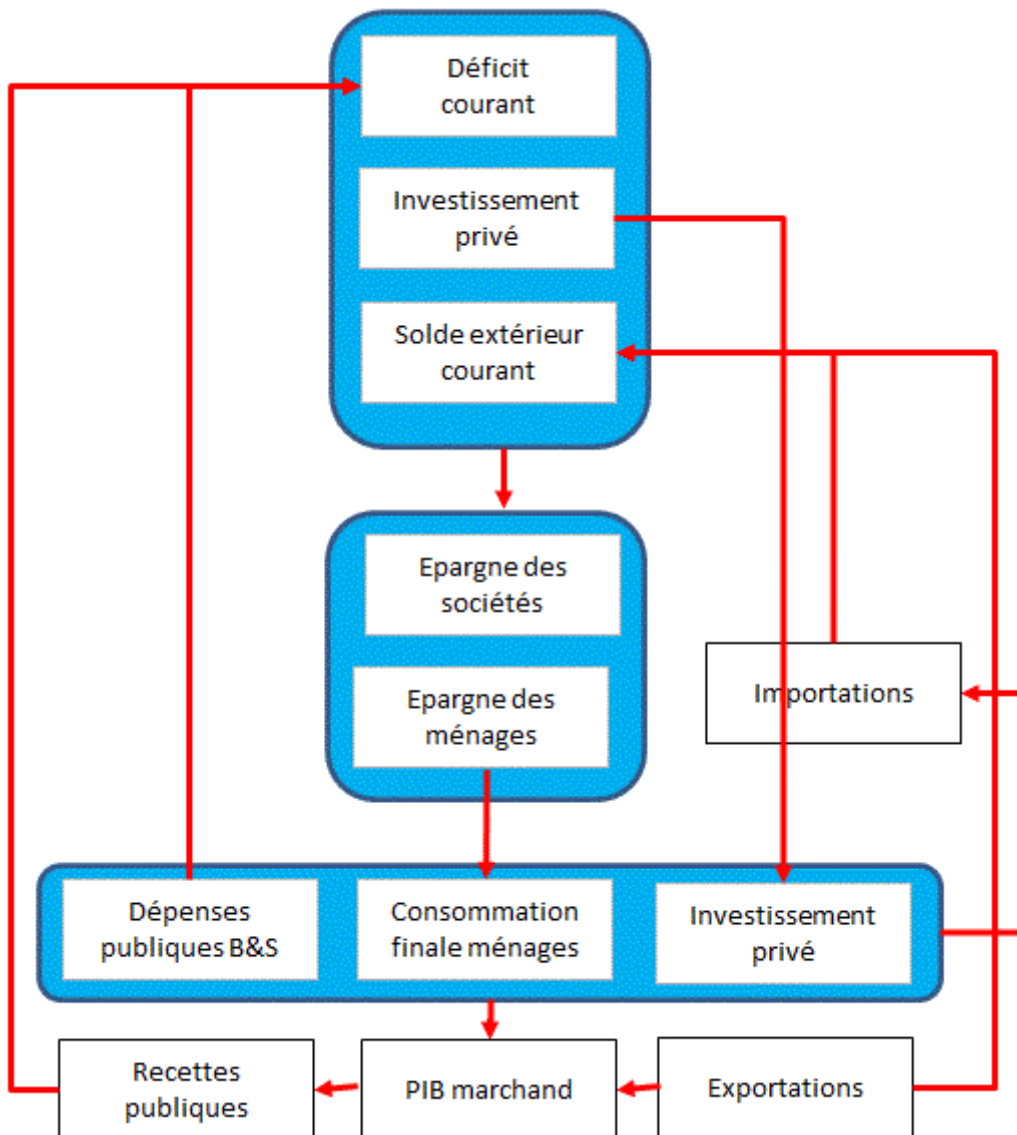 Déficit
courant
Investissement
privé
Solde extérieur
courant
Epargne des
sociétés
Epargne des
ménages
Importations
Dépenses
publiques B&S
Consommation
finale ménages
Investissement
privé
Recettes
publiques
PIB marchand
Exportations